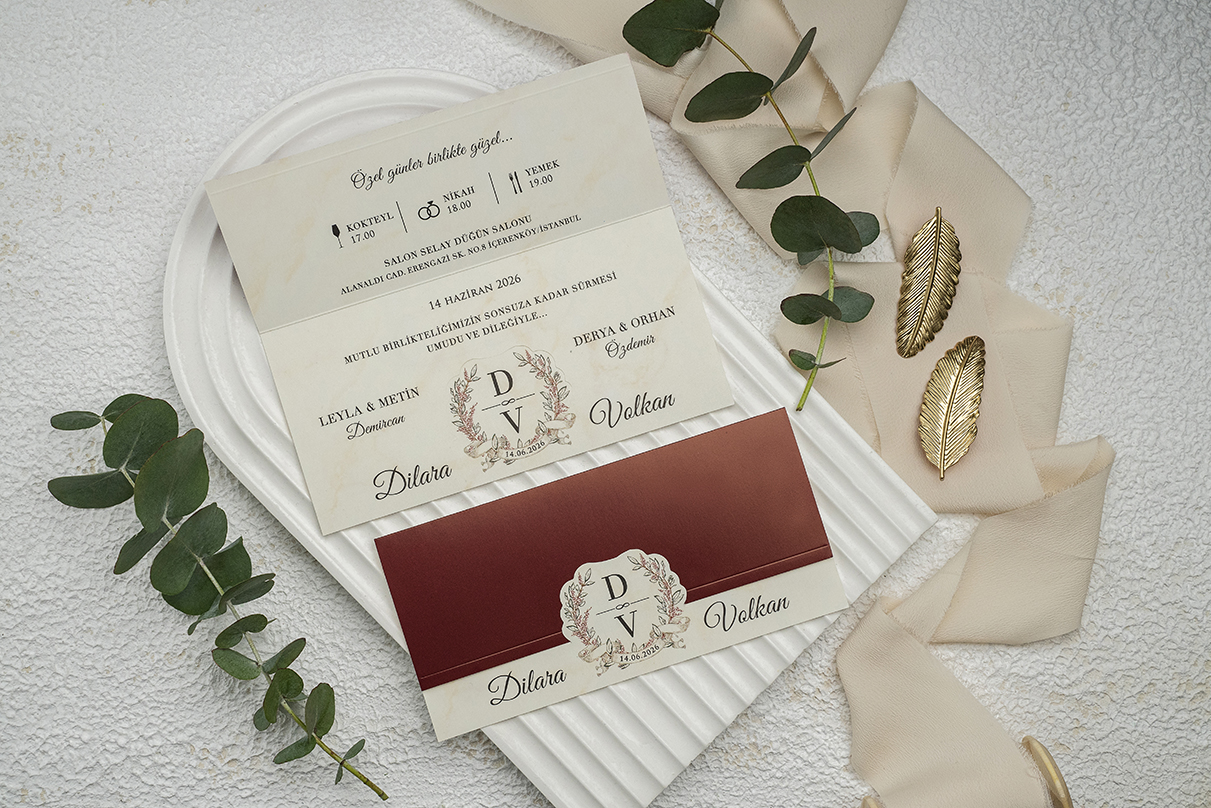 Özel günler birlikte güzel...
KOKTEYL
17.00
NİKAH
18.00
YEMEK
19.00
SALON SELAY DÜĞÜN SALONU
ALANALDI CAD. ERENGAZİ SK. NO.8 İÇERENKÖY/İSTANBUL
14 HAZİRAN 2026
MUTLU BİRLİKTELİĞİMİZİN SONSUZA KADAR SÜRMESİ
UMUDU VE DİLEĞİYLE...
LEYLA & METİN
Demircan
DERYA & ORHAN
Özdemir
D
V
14.06.2026
Dilara
Volkan
D
V
14.06.2026
Dilara
Volkan